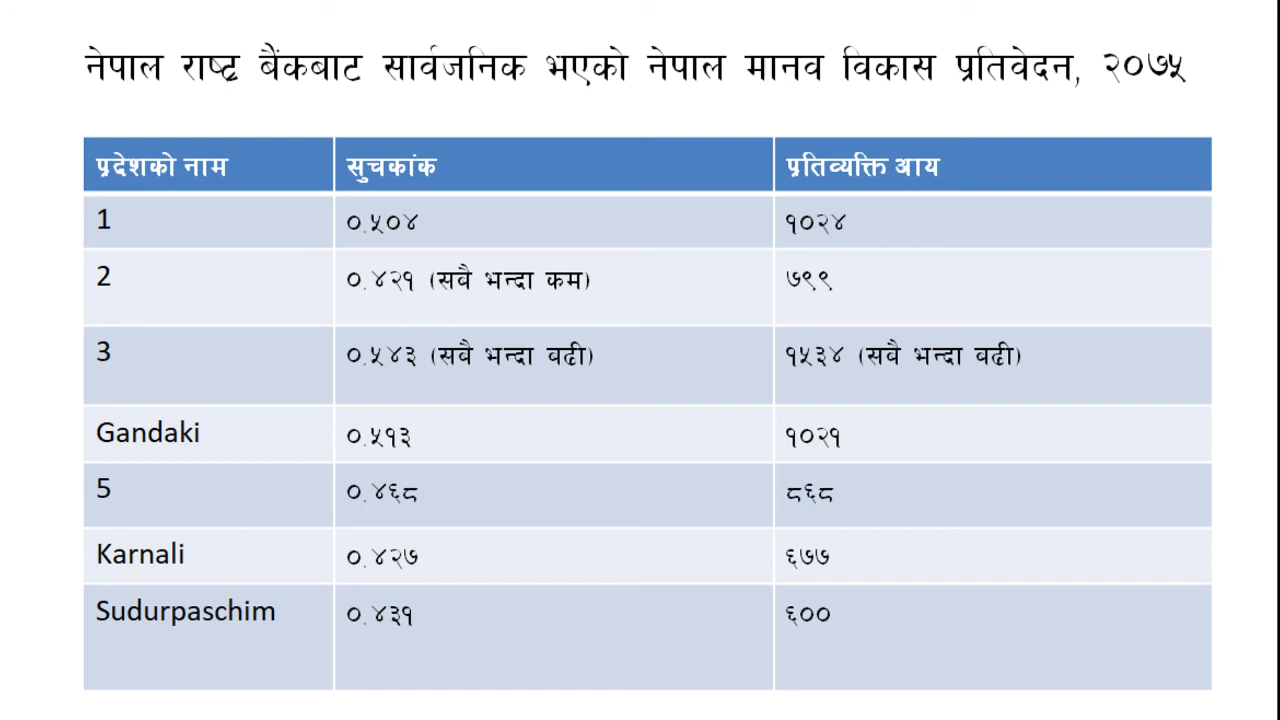 नेपाल राष्ट्र बैंकबाट सार्वजनिक भएको नेपाल मानव विकास प्रतिवेदन, २०७५
प्रदेशको नाम सुचकांक प्रतिव्यक्ति आय
1 ०.५०४ १०२४
2 ०.४२१ (सबै भन्दा कम) ७९९
3 ०.५४३ (सबै भन्दा बढी) १५३४ (सबै भन्दा बढी)
Gandaki ०.५१३ १०२१
5 ०.४६८ ८६८
Karnali ०.४२७ ६७७
Sudurpaschim ०.४३१ ६००